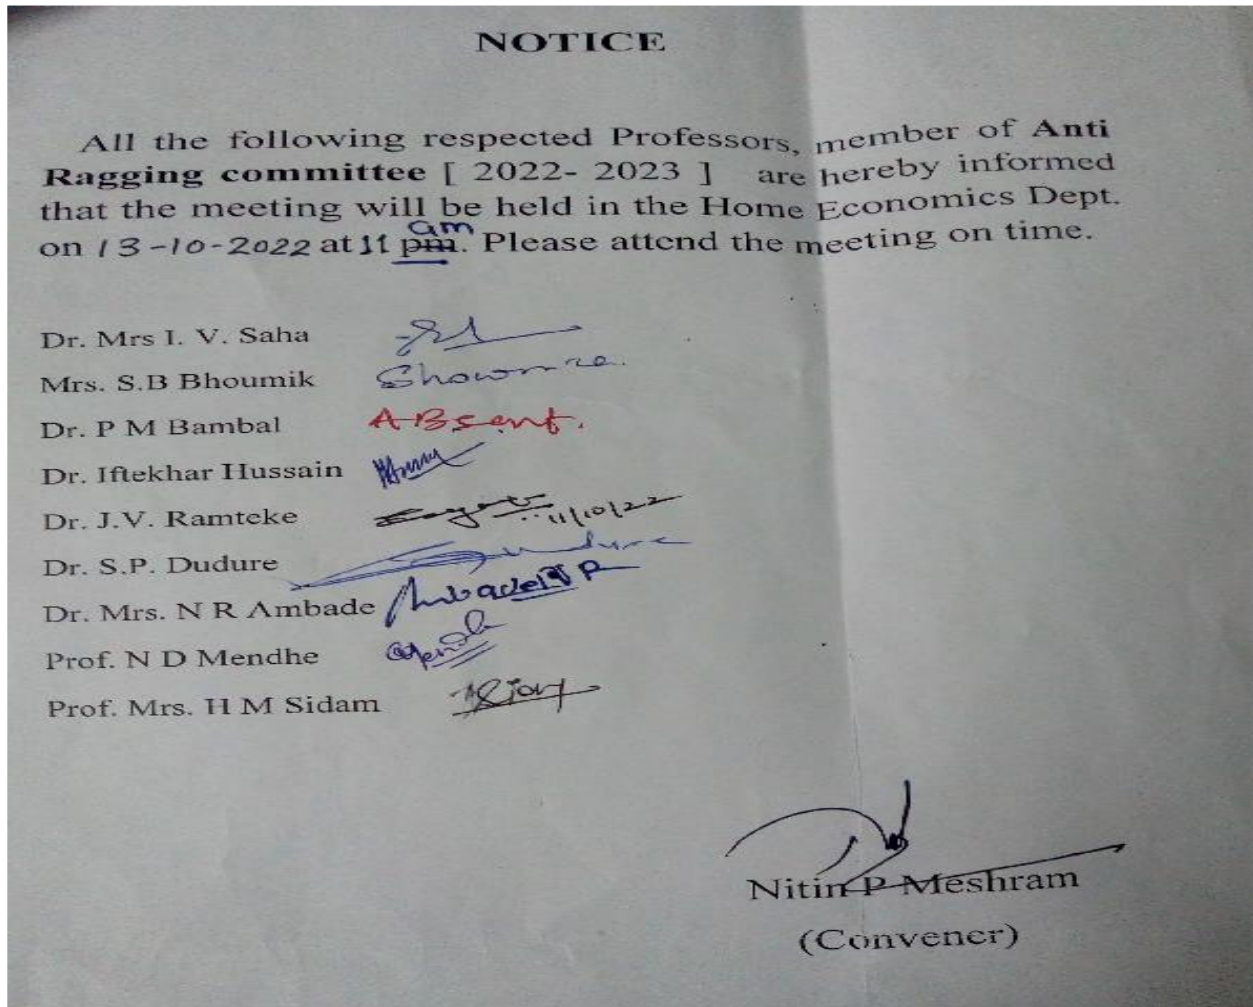 NOTICE
All the following respected Professors, member of Anti
Ragging committee [ 2022- 2023 ] are hereby informed
that the meeting will be held in the Home Economics Dept.
am
on 13-10-2022 at 11 pm. Please attend the meeting on time.
Dr. Mrs I. V. Saha
Mrs. S.B Bhoumik
Dr. P M Bambal ABsent.
Dr. Iftekhar Hussain
Dr. J.V. Ramteke 11/10/22
Dr. S.P. Dudure
Dr. Mrs. N R Ambade
Prof. N D Mendhe
Prof. Mrs. H M Sidam
Nitin P Meshram
(Convener)